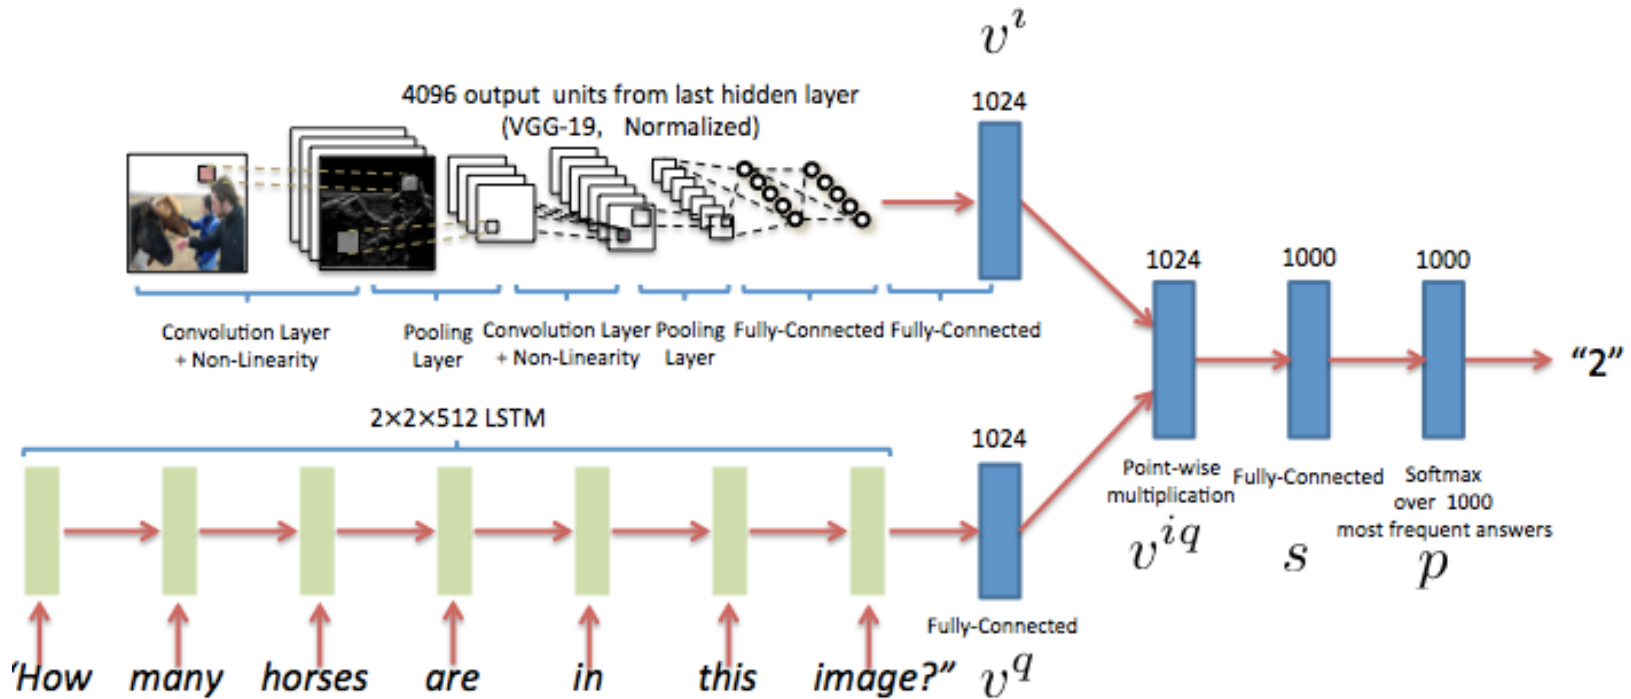 vⁱ
1024
4096 output units from last hidden layer
(VGG-19, Normalized)
Convolution Layer
+ Non-Linearity
Pooling
Layer
Convolution Layer
+ Non-Linearity
Pooling
Layer
Fully-Connected
Fully-Connected
2×2×512 LSTM
1024
Fully-Connected
v^q
"How many horses are in this image?"
1024
Point-wise
multiplication
v^{iq}
1000
Fully-Connected
s
1000
Softmax
over 1000
most frequent answers
p
"2"